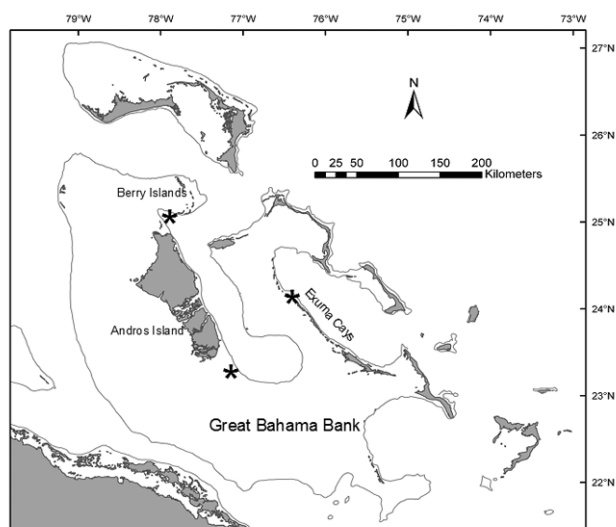 79°W 78°W 77°W 76°W 75°W 74°W 73°W
27°N
N
26°N
0 25 50 100 150 200
Kilometers
Berry Islands
25°N
Exuma Cays
24°N
Andros Island
23°N
Great Bahama Bank
22°N